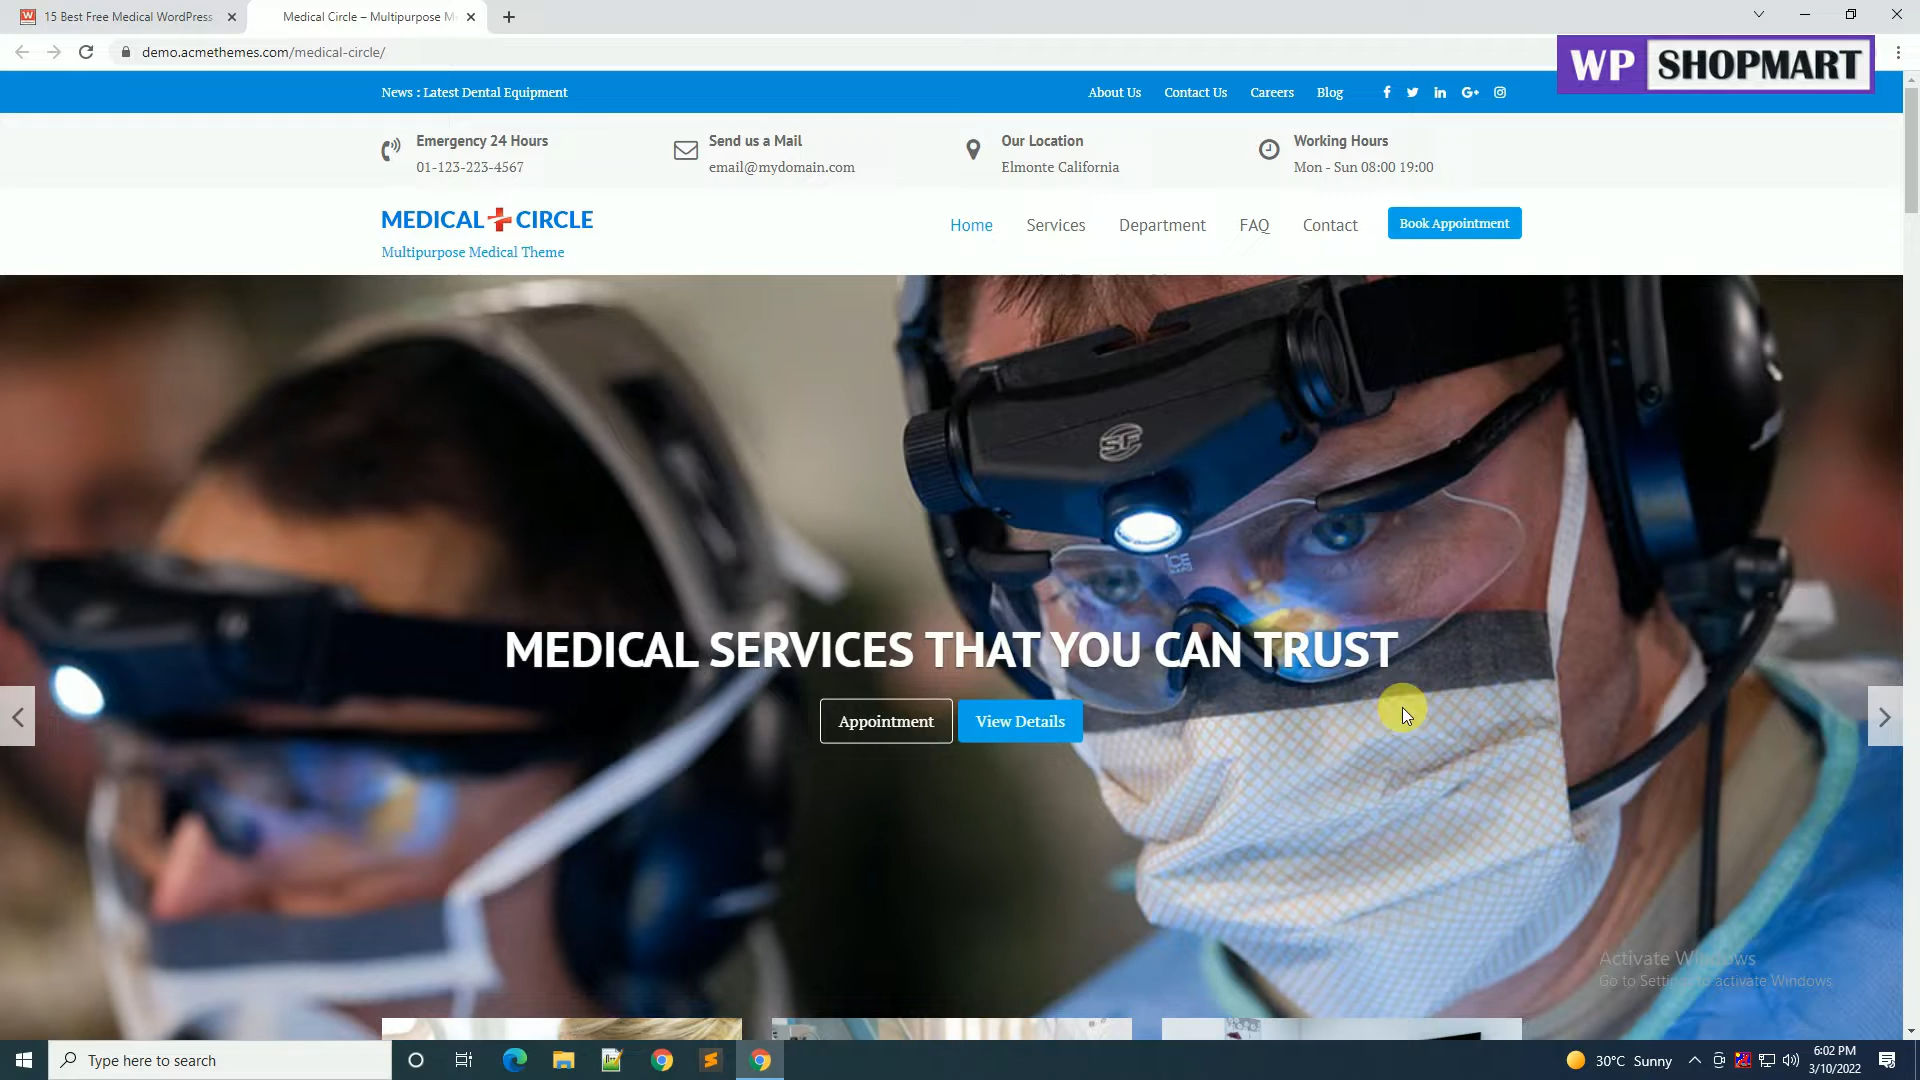 15 Best Free Medical WordPress
Medical Circle – Multipurpose M
demo.acmethemes.com/medical-circle/
WP SHOPMART
News : Latest Dental Equipment
About Us
Contact Us
Careers
Blog
Emergency 24 Hours
01-123-223-4567
Send us a Mail
email@mydomain.com
Our Location
Elmonte California
Working Hours
Mon - Sun 08:00 19:00
MEDICAL CIRCLE
Multipurpose Medical Theme
Home
Services
Department
FAQ
Contact
Book Appointment
SF
ICE
MEDICAL SERVICES THAT YOU CAN TRUST
Appointment
View Details
Activate Windows
Go to Settings to activate Windows
Type here to search
30°C Sunny
6:02 PM
3/10/2022